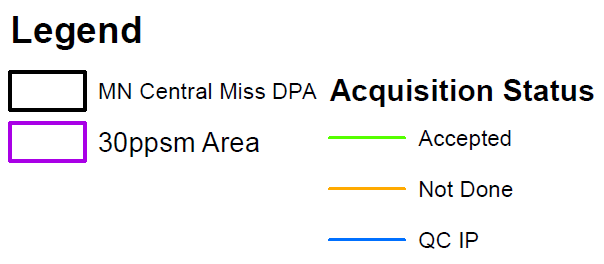 Legend
MN Central Miss DPA
30ppsm Area
Acquisition Status
Accepted
Not Done
QC IP